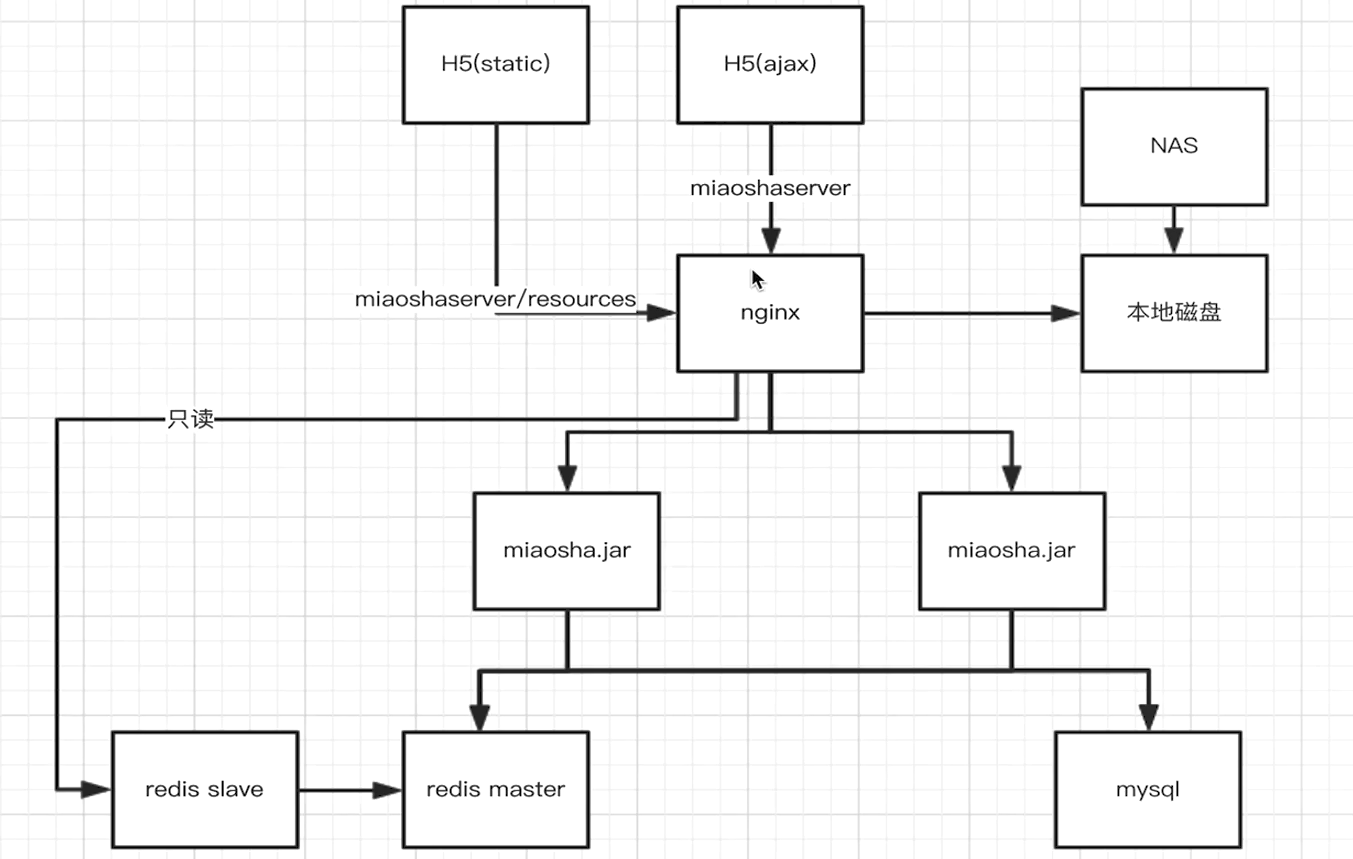 H5(static)
H5(ajax)
NAS
miaoshaserver
miaoshaserver/resources
nginx
本地磁盘
只读
miaosha.jar
miaosha.jar
redis slave
redis master
mysql